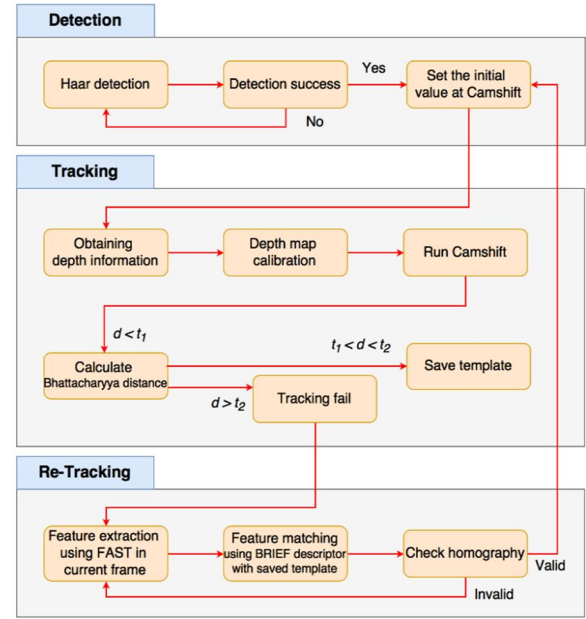 Detection
Haar detection
Detection success
Yes
No
Set the initial
value at Camshift
Tracking
Obtaining
depth information
Depth map
calibration
Run Camshift
d < t1
Calculate
Bhattacharyya distance
t1 < d < t2
Save template
d > t2
Tracking fail
Re-Tracking
Feature extraction
using FAST in
current frame
Feature matching
using BRIEF descriptor
with saved template
Check homography
Valid
Invalid